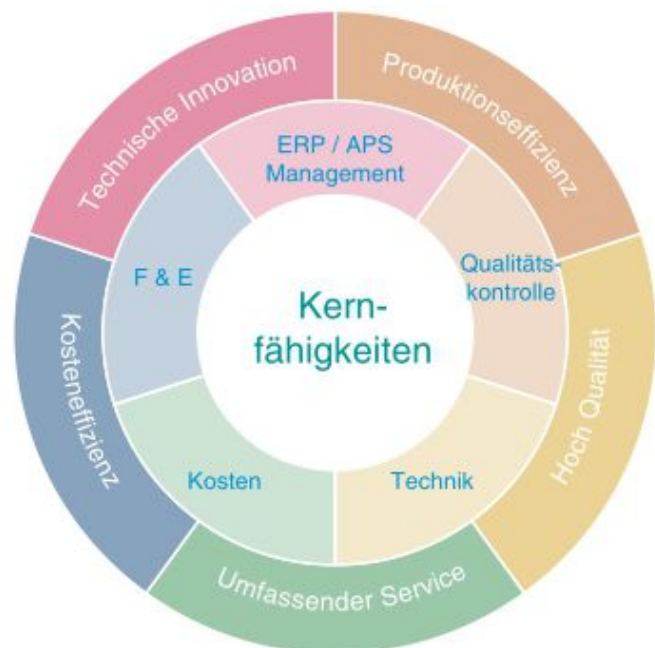 Technische Innovation
Produktionseffizienz
ERP / APS
Management
F & E
Qualitäts-
kontrolle
Kern-
fähigkeiten
Kosteneffizienz
Hoch Qualität
Kosten
Technik
Umfassender Service